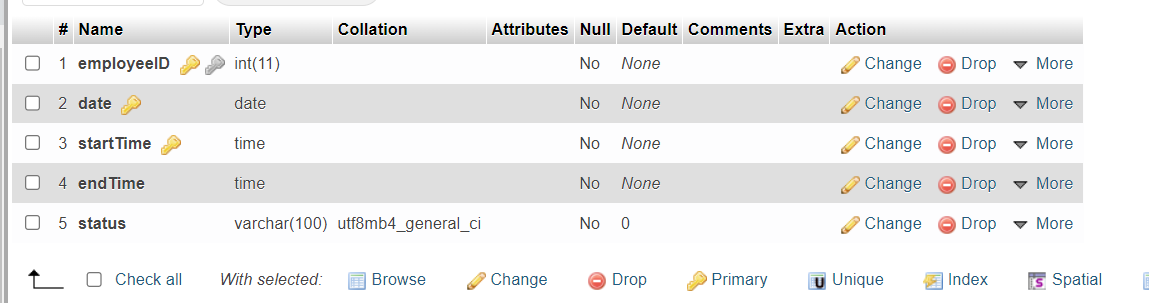 # Name Type Collation Attributes Null Default Comments Extra Action
1 employeeID int(11) No None Change Drop More
2 date date No None Change Drop More
3 startTime time No None Change Drop More
4 endTime time No None Change Drop More
5 status varchar(100) utf8mb4_general_ci No 0 Change Drop More
Check all With selected: Browse Change Drop Primary U Unique Index S Spatial